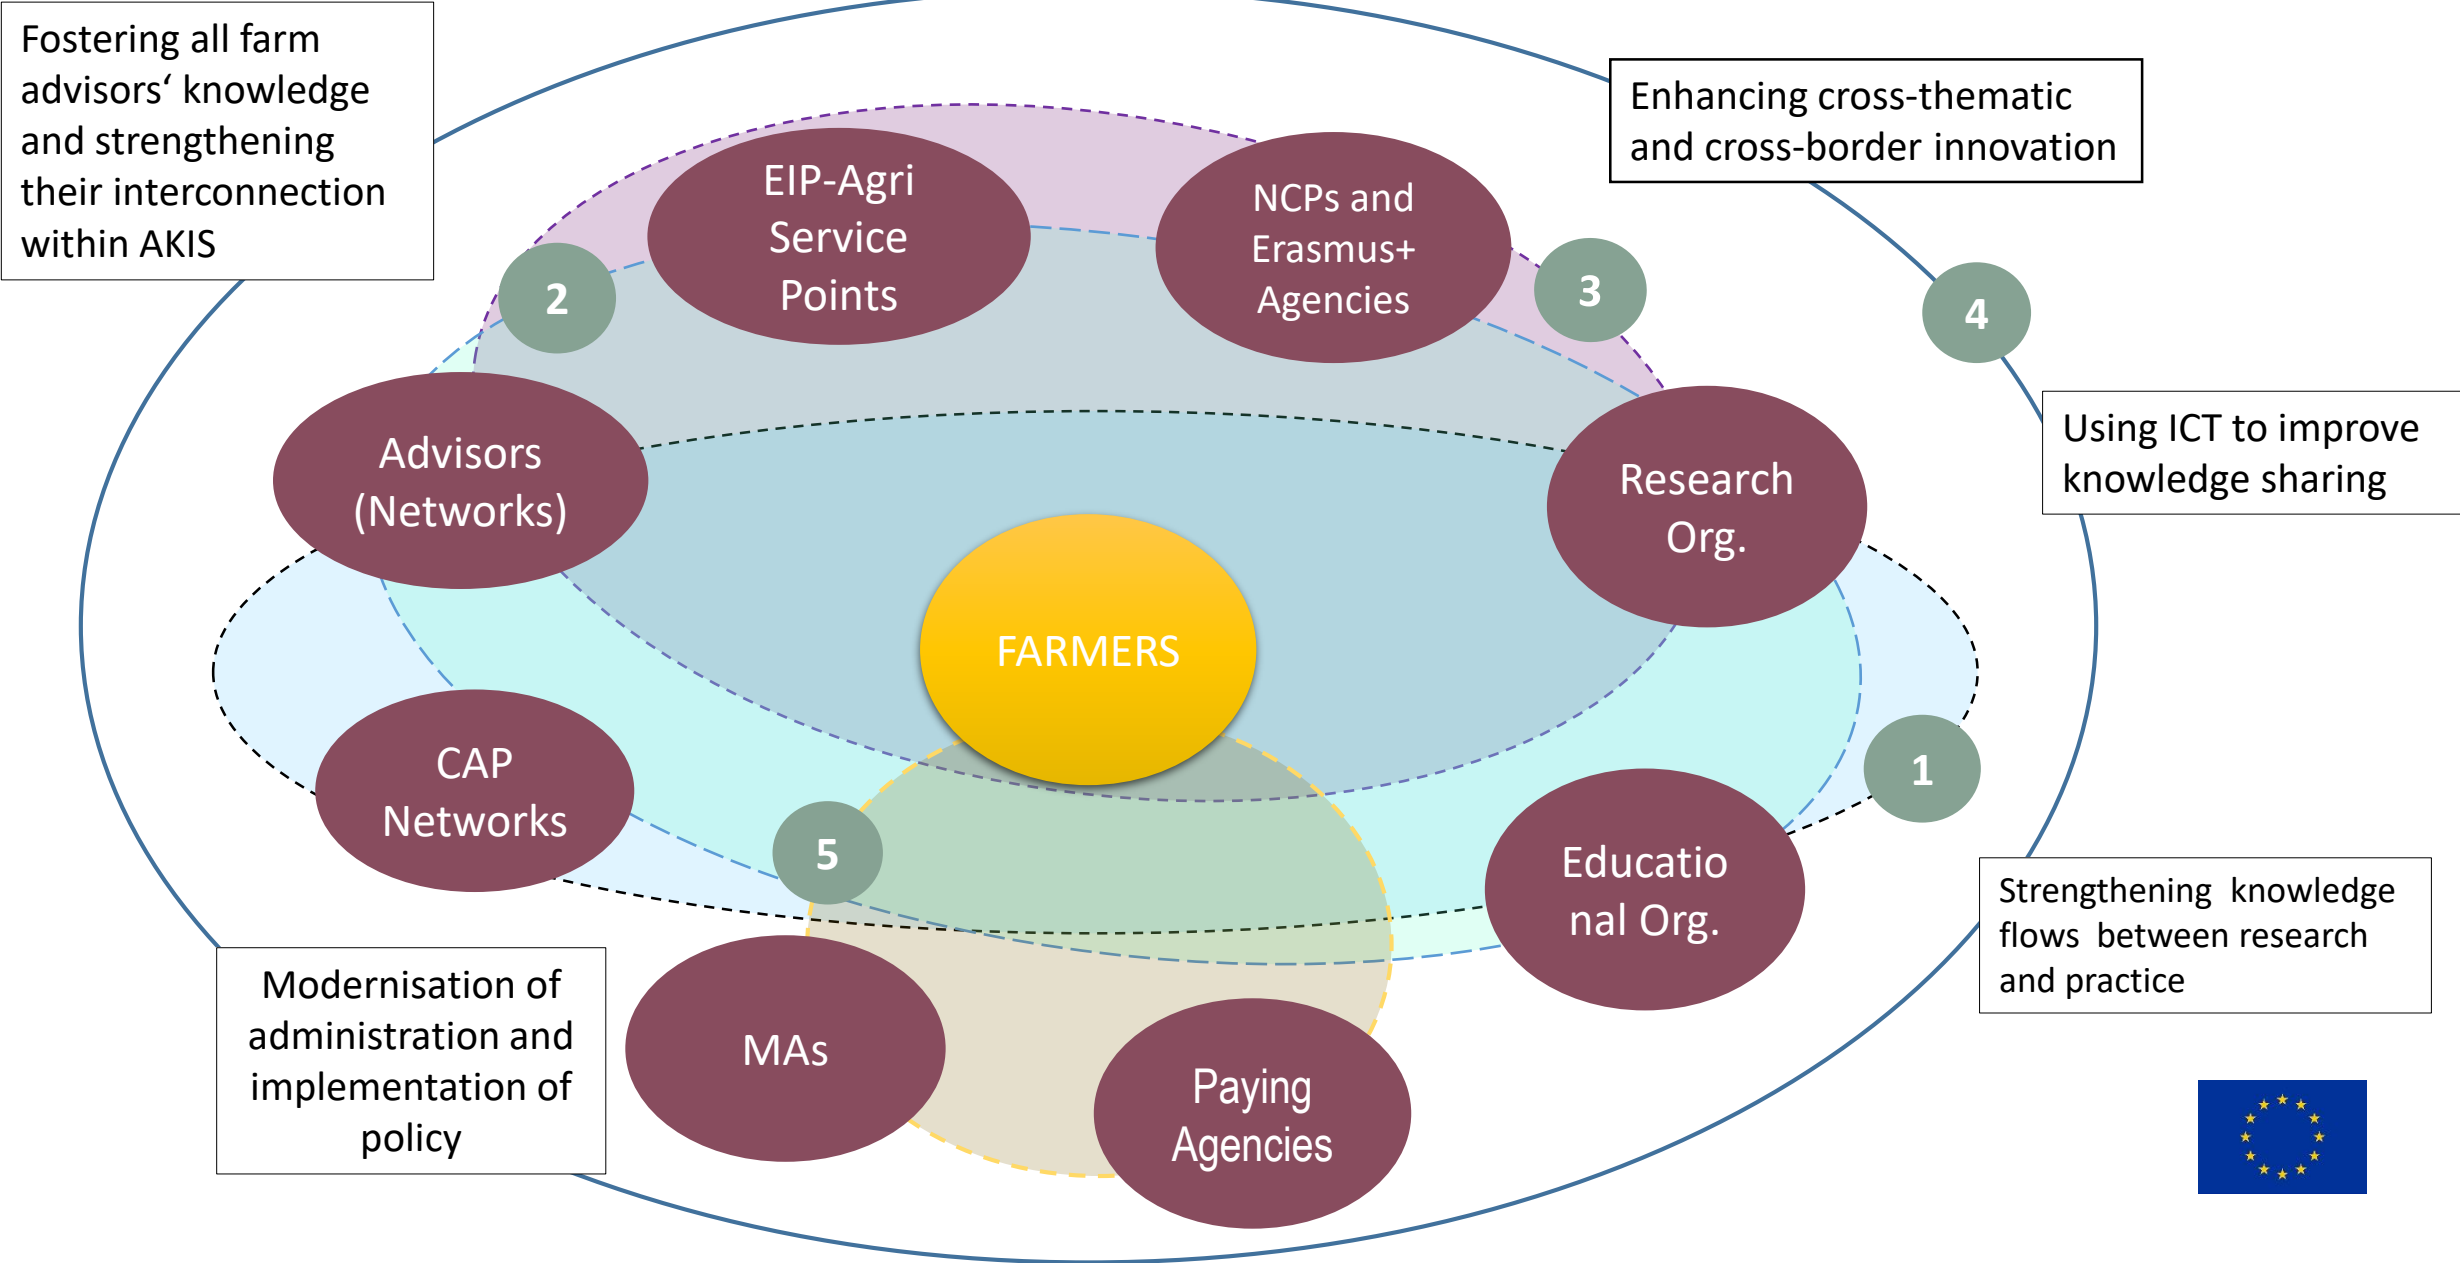 Fostering all farm
advisors‘ knowledge
and strengthening
their interconnection
within AKIS
Enhancing cross-thematic
and cross-border innovation
EIP-Agri
Service
Points
NCPs and
Erasmus+
Agencies
2
3
4
Advisors
(Networks)
Research
Org.
Using ICT to improve
knowledge sharing
FARMERS
CAP
Networks
1
5
Educatio
nal Org.
Strengthening knowledge
flows between research
and practice
Modernisation of
administration and
implementation of
policy
MAs
Paying
Agencies